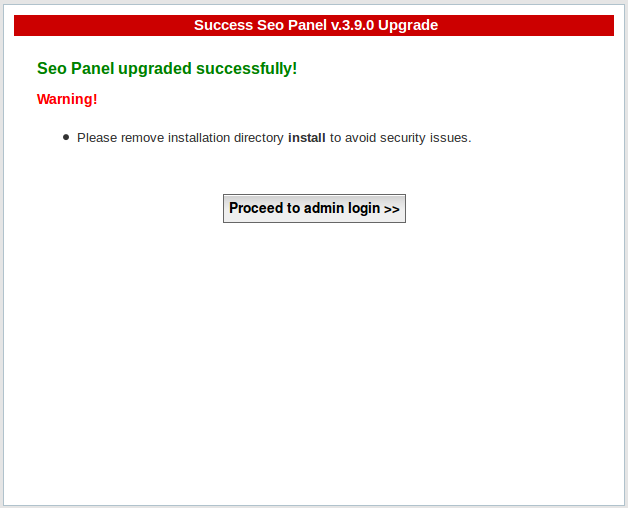 Success Seo Panel v.3.9.0 Upgrade
Seo Panel upgraded successfully!
Warning!
Please remove installation directory install to avoid security issues.
Proceed to admin login >>